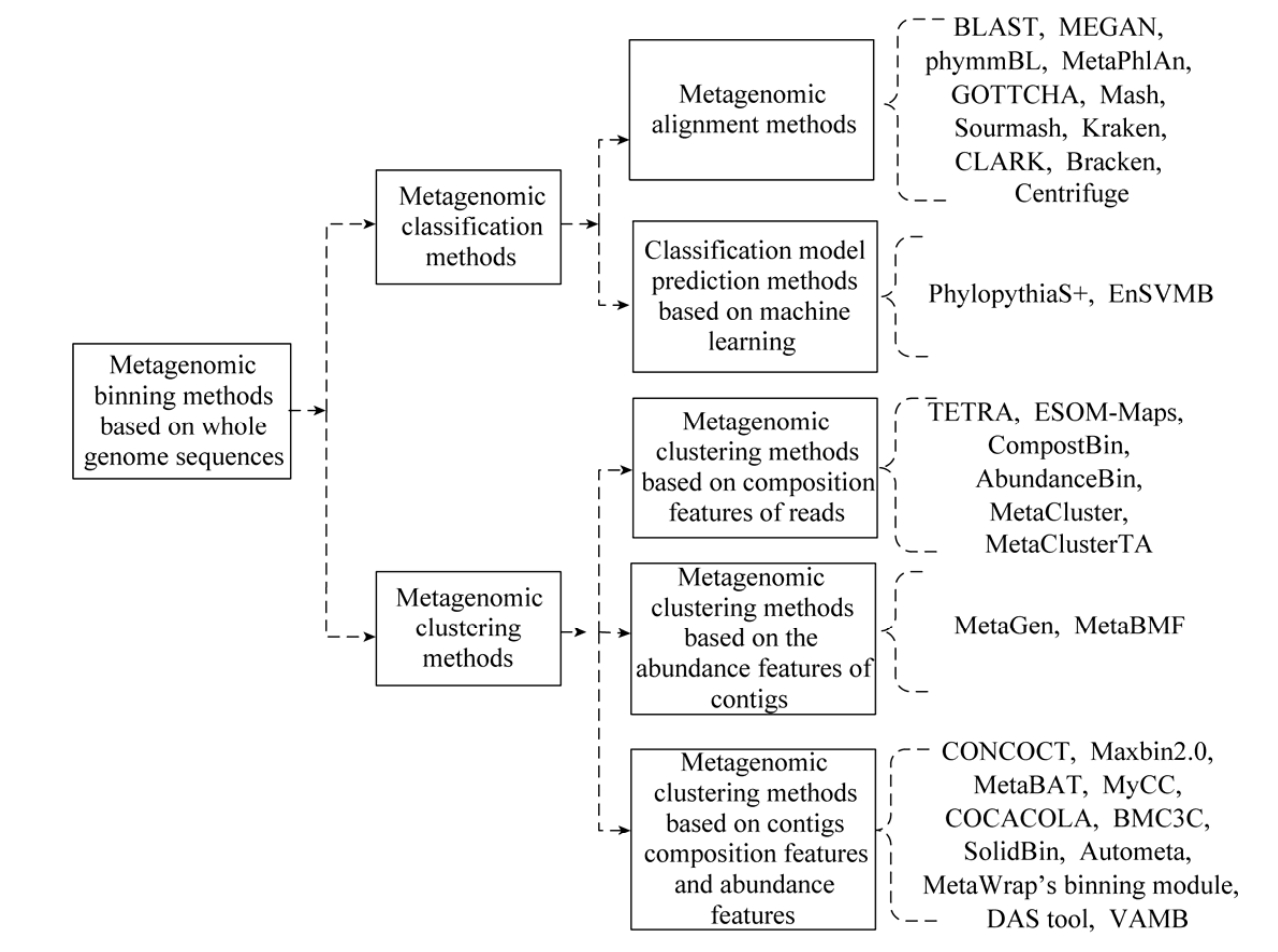 Metagenomic
binning methods
based on whole
genome sequences
Metagenomic
classification
methods
Metagenomic
alignment methods
BLAST, MEGAN,
phymmBL, MetaPhlAn,
GOTTCHA, Mash,
Sourmash, Kraken,
CLARK, Bracken,
Centrifuge
Classification model
prediction methods
based on machine
learning
PhylopythiaS+, EnSVMB
Metagenomic
clustering
methods
Metagenomic
clustering methods
based on composition
features of reads
TETRA, ESOM-Maps,
CompostBin,
AbundanceBin,
MetaCluster,
MetaClusterTA
Metagenomic
clustering methods
based on the
abundance features of
contigs
MetaGen, MetaBMF
Metagenomic
clustering methods
based on contigs
composition features
and abundance
features
CONCOCT, Maxbin2.0,
MetaBAT, MyCC,
COCACOLA, BMC3C,
SolidBin, Autometa,
MetaWrap’s binning module,
DAS tool, VAMB